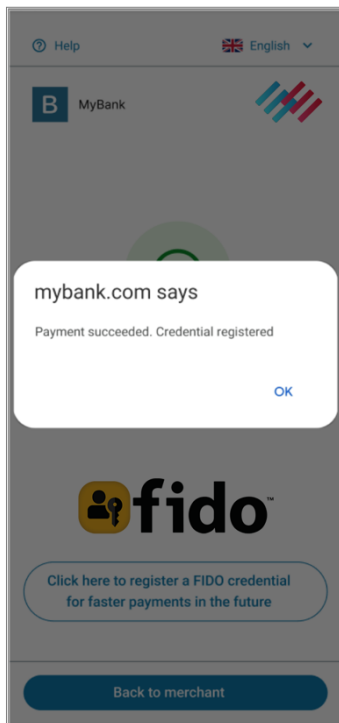 Help
English
B
MyBank
mybank.com says
Payment succeeded. Credential registered
OK
fido™
Click here to register a FIDO credential
for faster payments in the future
Back to merchant